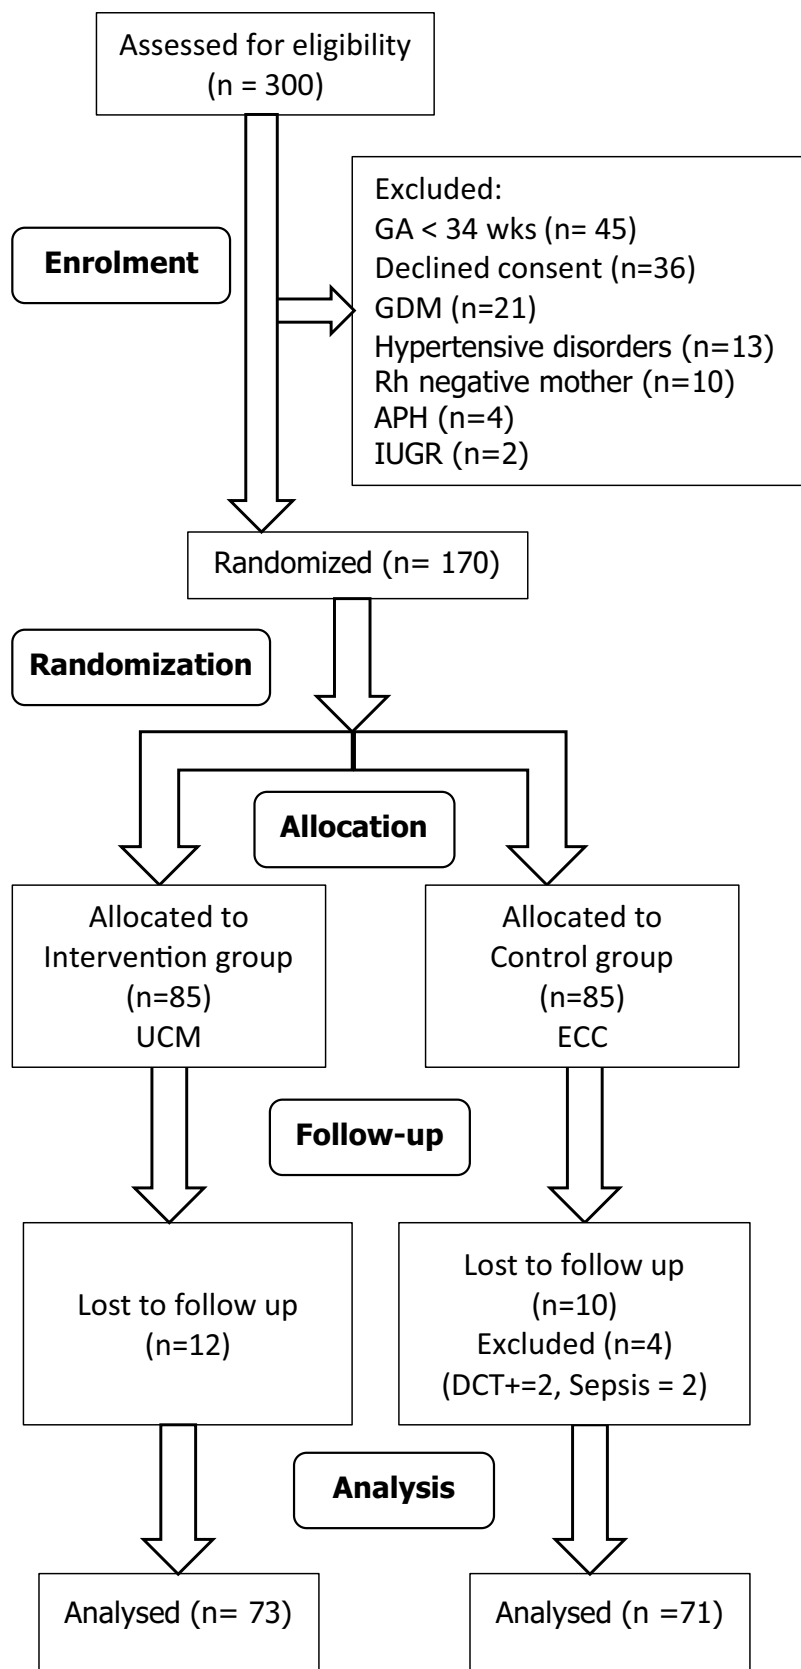 Assessed for eligibility
(n = 300)
Excluded:
GA < 34 wks (n= 45)
Declined consent (n=36)
GDM (n=21)
Hypertensive disorders (n=13)
Rh negative mother (n=10)
APH (n=4)
IUGR (n=2)
Enrolment
Randomized (n= 170)
Randomization
Allocation
Allocated to
Intervention group
(n=85)
UCM
Allocated to
Control group
(n=85)
ECC
Follow-up
Lost to follow up
(n=12)
Lost to follow up
(n=10)
Excluded (n=4)
(DCT+=2, Sepsis = 2)
Analysis
Analysed (n= 73)
Analysed (n =71)